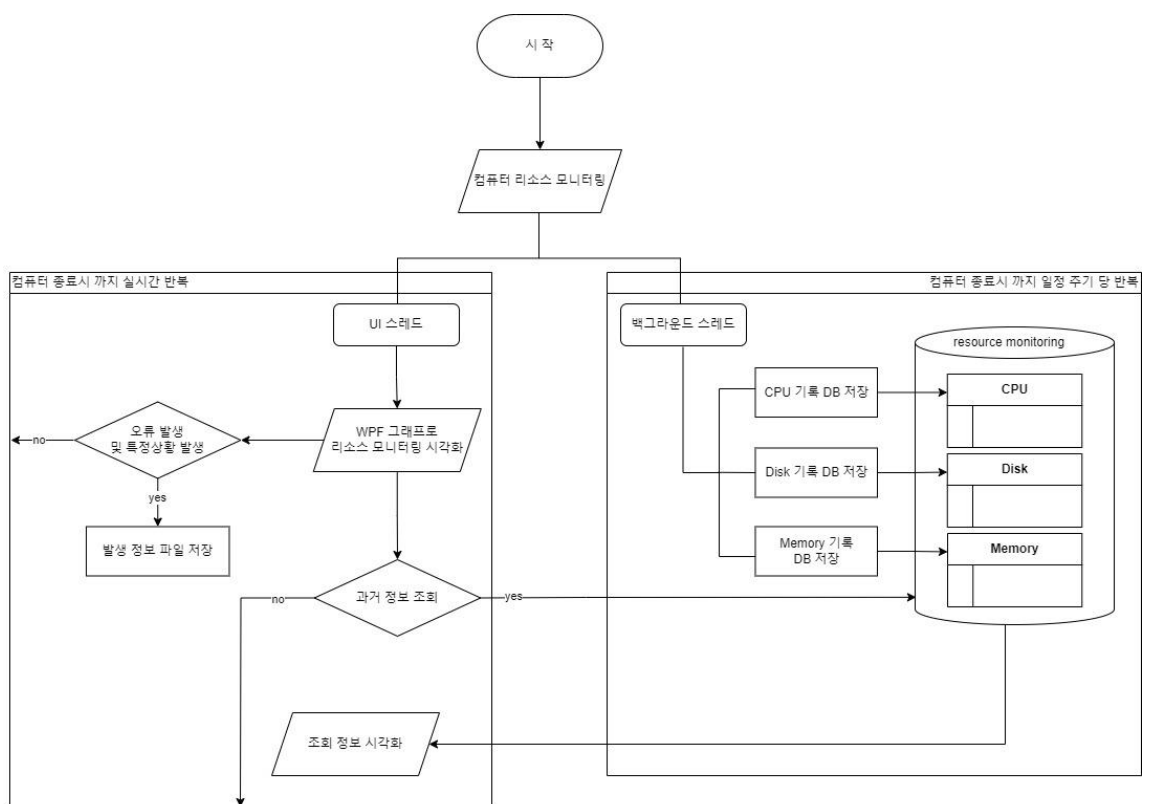 시 작
컴퓨터 리소스 모니터링
컴퓨터 종료시 까지 실시간 반복
컴퓨터 종료시 까지 일정 주기 당 반복
UI 스레드
백그라운드 스레드
resource monitoring
CPU 기록 DB 저장
CPU
오류 발생
및 특정상황 발생
no
WPF 그래프로
리소스 모니터링 시각화
Disk 기록 DB 저장
Disk
yes
발생 정보 파일 저장
Memory 기록
DB 저장
Memory
no
과거 정보 조회
yes
조회 정보 시각화